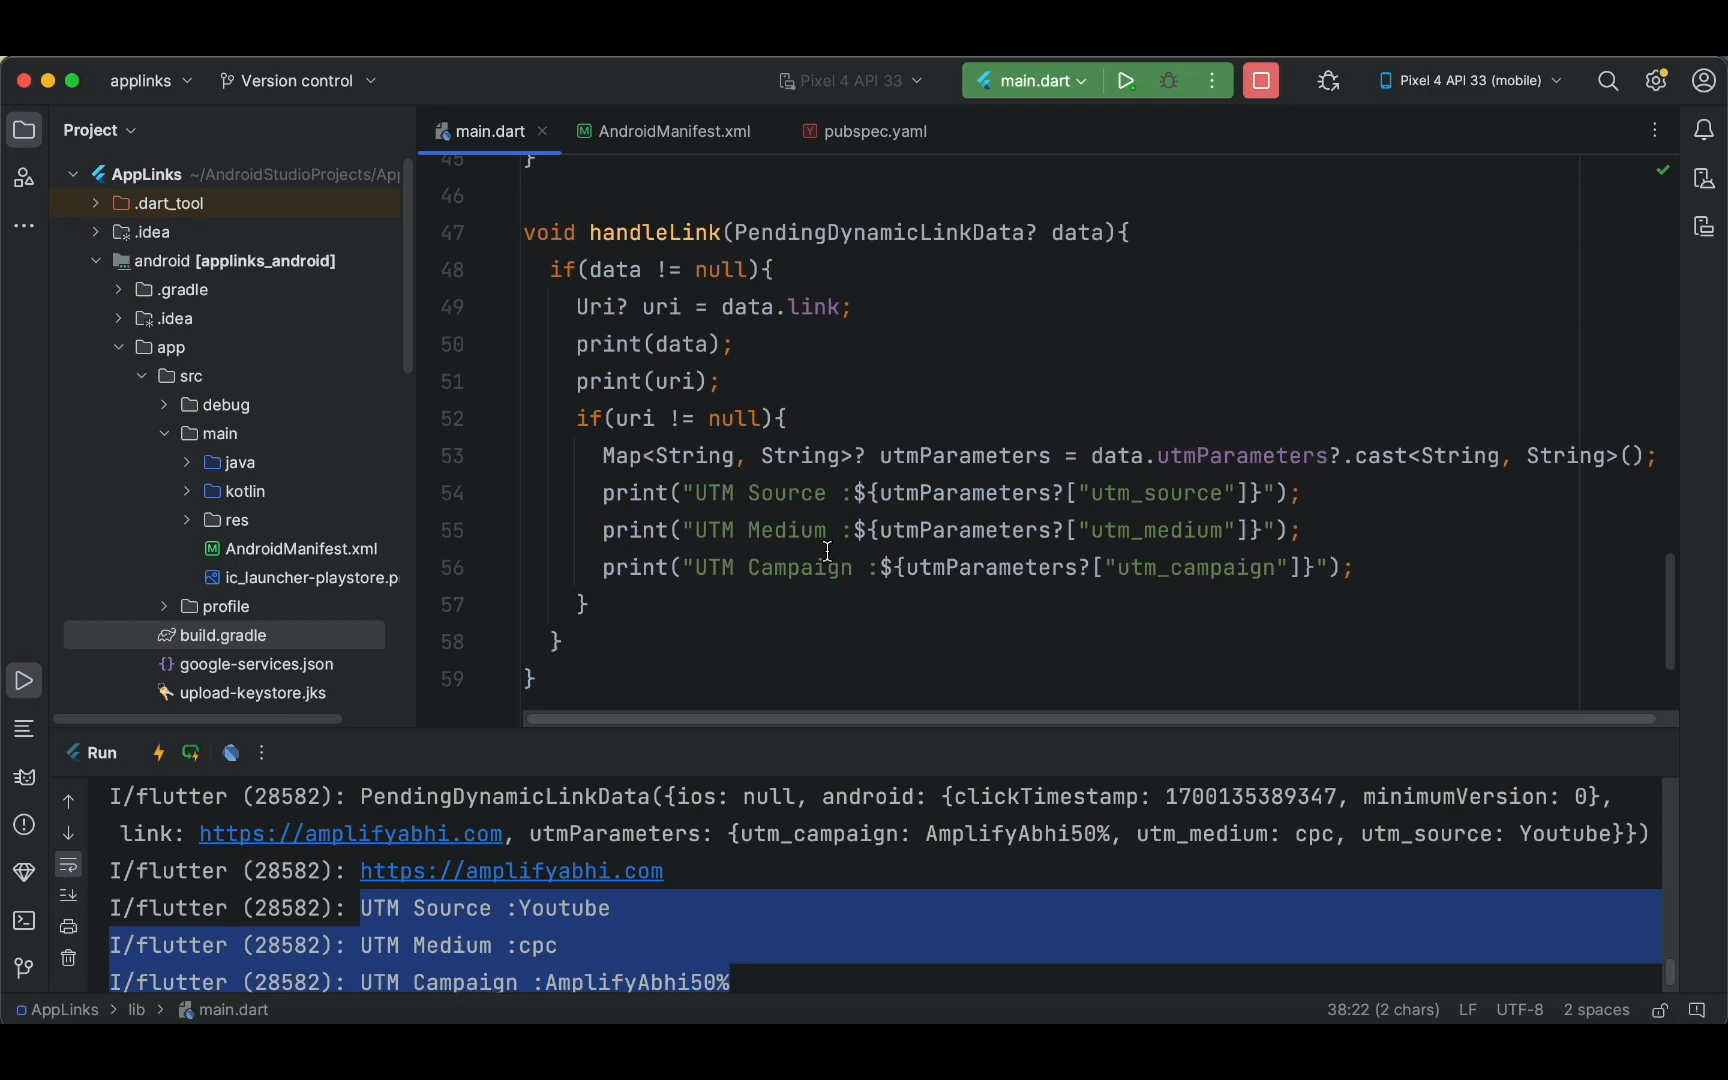 applinks
Version control
Pixel 4 API 33
main.dart
Pixel 4 API 33 (mobile)
Project
main.dart
AndroidManifest.xml
pubspec.yaml
AppLinks ~/AndroidStudioProjects/App
.dart_tool
.idea
android [applinks_android]
.gradle
.idea
app
src
debug
main
java
kotlin
res
AndroidManifest.xml
ic_launcher-playstore.p
profile
build.gradle
google-services.json
upload-keystore.jks
45 }
46
47 void handleLink(PendingDynamicLinkData? data){
48 if(data != null){
49 Uri? uri = data.link;
50 print(data);
51 print(uri);
52 if(uri != null){
53 Map<String, String>? utmParameters = data.utmParameters?.cast<String, String>();
54 print("UTM Source :${utmParameters?["utm_source"]}");
55 print("UTM Medium :${utmParameters?["utm_medium"]}");
56 print("UTM Campaign :${utmParameters?["utm_campaign"]}");
57 }
58 }
59 }
Run
I/flutter (28582): PendingDynamicLinkData({ios: null, android: {clickTimestamp: 1700135389347, minimumVersion: 0},
link: https://amplifyabhi.com, utmParameters: {utm_campaign: AmplifyAbhi50%, utm_medium: cpc, utm_source: Youtube}})
I/flutter (28582): https://amplifyabhi.com
I/flutter (28582): UTM Source :Youtube
I/flutter (28582): UTM Medium :cpc
I/flutter (28582): UTM Campaign :AmplifyAbhi50%
AppLinks > lib > main.dart
38:22 (2 chars) LF UTF-8 2 spaces